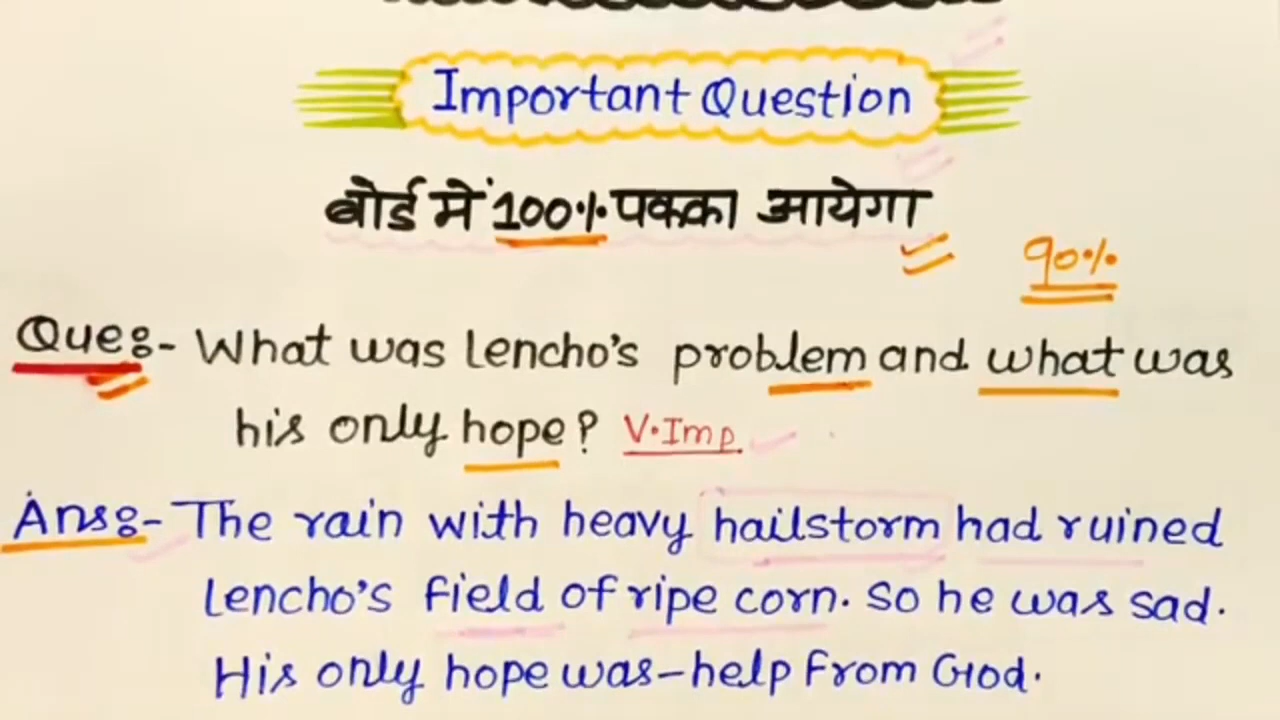 Important Question
बोर्ड में 100% पक्का आयेगा
90%
Ques:- What was Lencho's problem and what was
his only hope? V.Imp.
Ans:- The rain with heavy hailstorm had ruined
Lencho's field of ripe corn. So he was sad.
His only hope was-help from God.